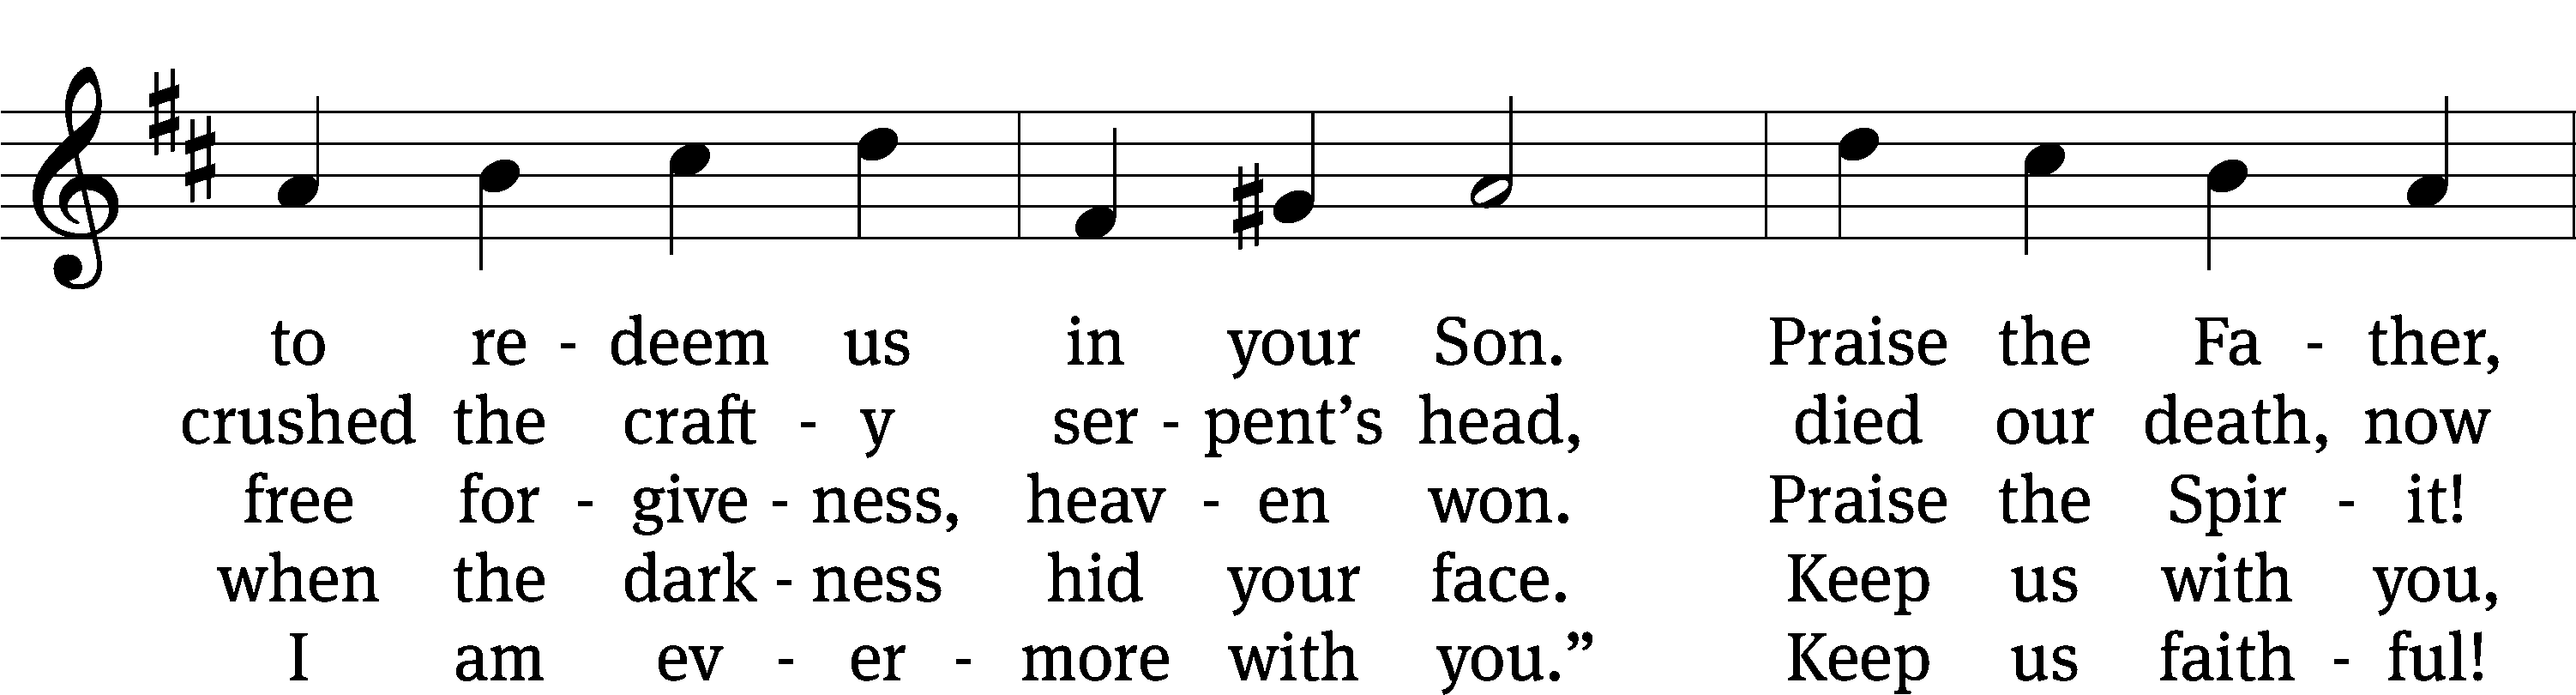 to re - deem us in your Son. Praise the Fa - ther,
crushed the craft - y ser - pent’s head, died our death, now
free for - give - ness, heav - en won. Praise the Spir - it!
when the dark - ness hid your face. Keep us with you,
I am ev - er - more with you.” Keep us faith - ful!